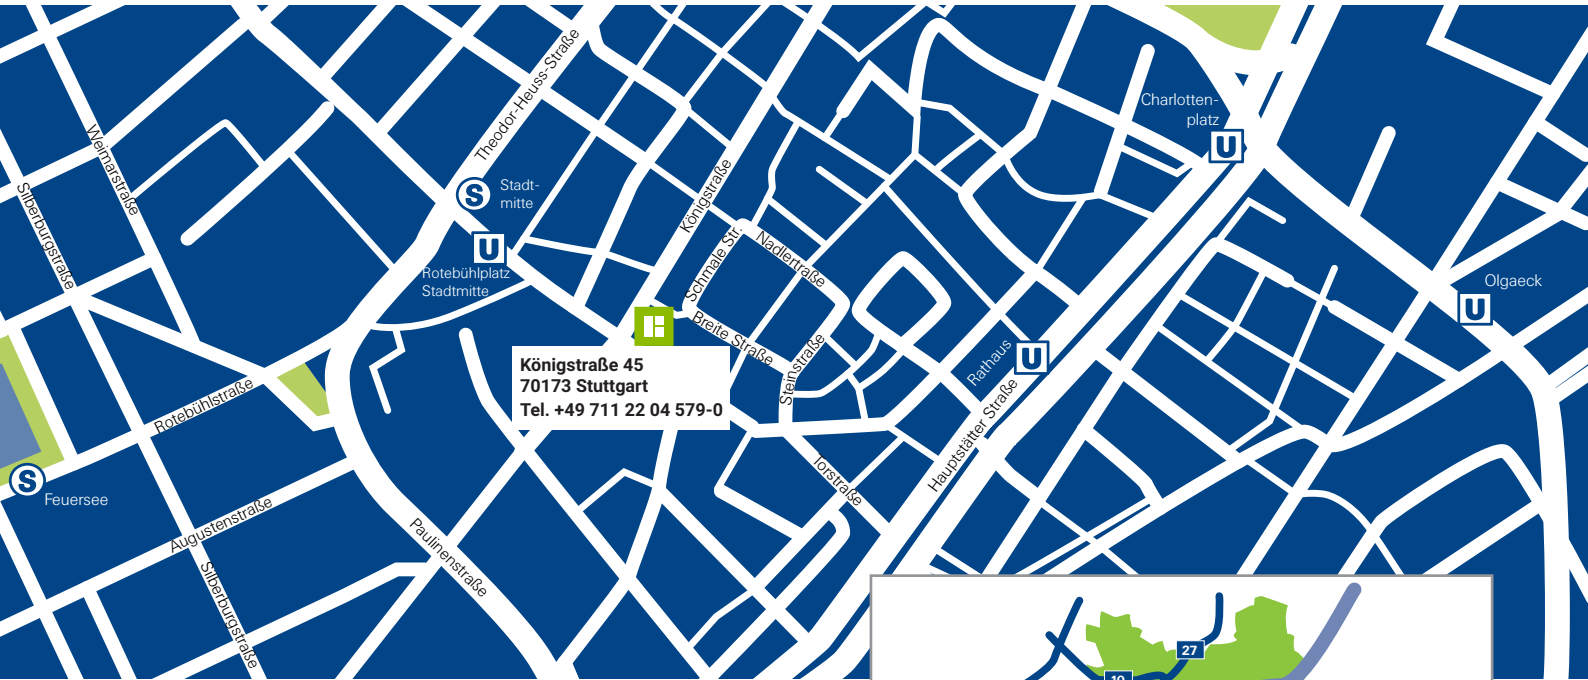 Theodor-Heuss-Straße
Weimarstraße
Silberburgstraße
Charlotten-
platz
U
S
Stadt-
mitte
Königstraße
U
Rotebühlplatz
Stadtmitte
Schmale Str.
Nadlertraße
Olgaeck
U
Breite Straße
Steinstraße
Rathaus
U
Königstraße 45
70173 Stuttgart
Tel. +49 711 22 04 579-0
Rotebühlstraße
Hauptstätter Straße
Torstraße
S
Feuersee
Augustenstraße
Paulinenstraße
Silberburgstraße
27
10